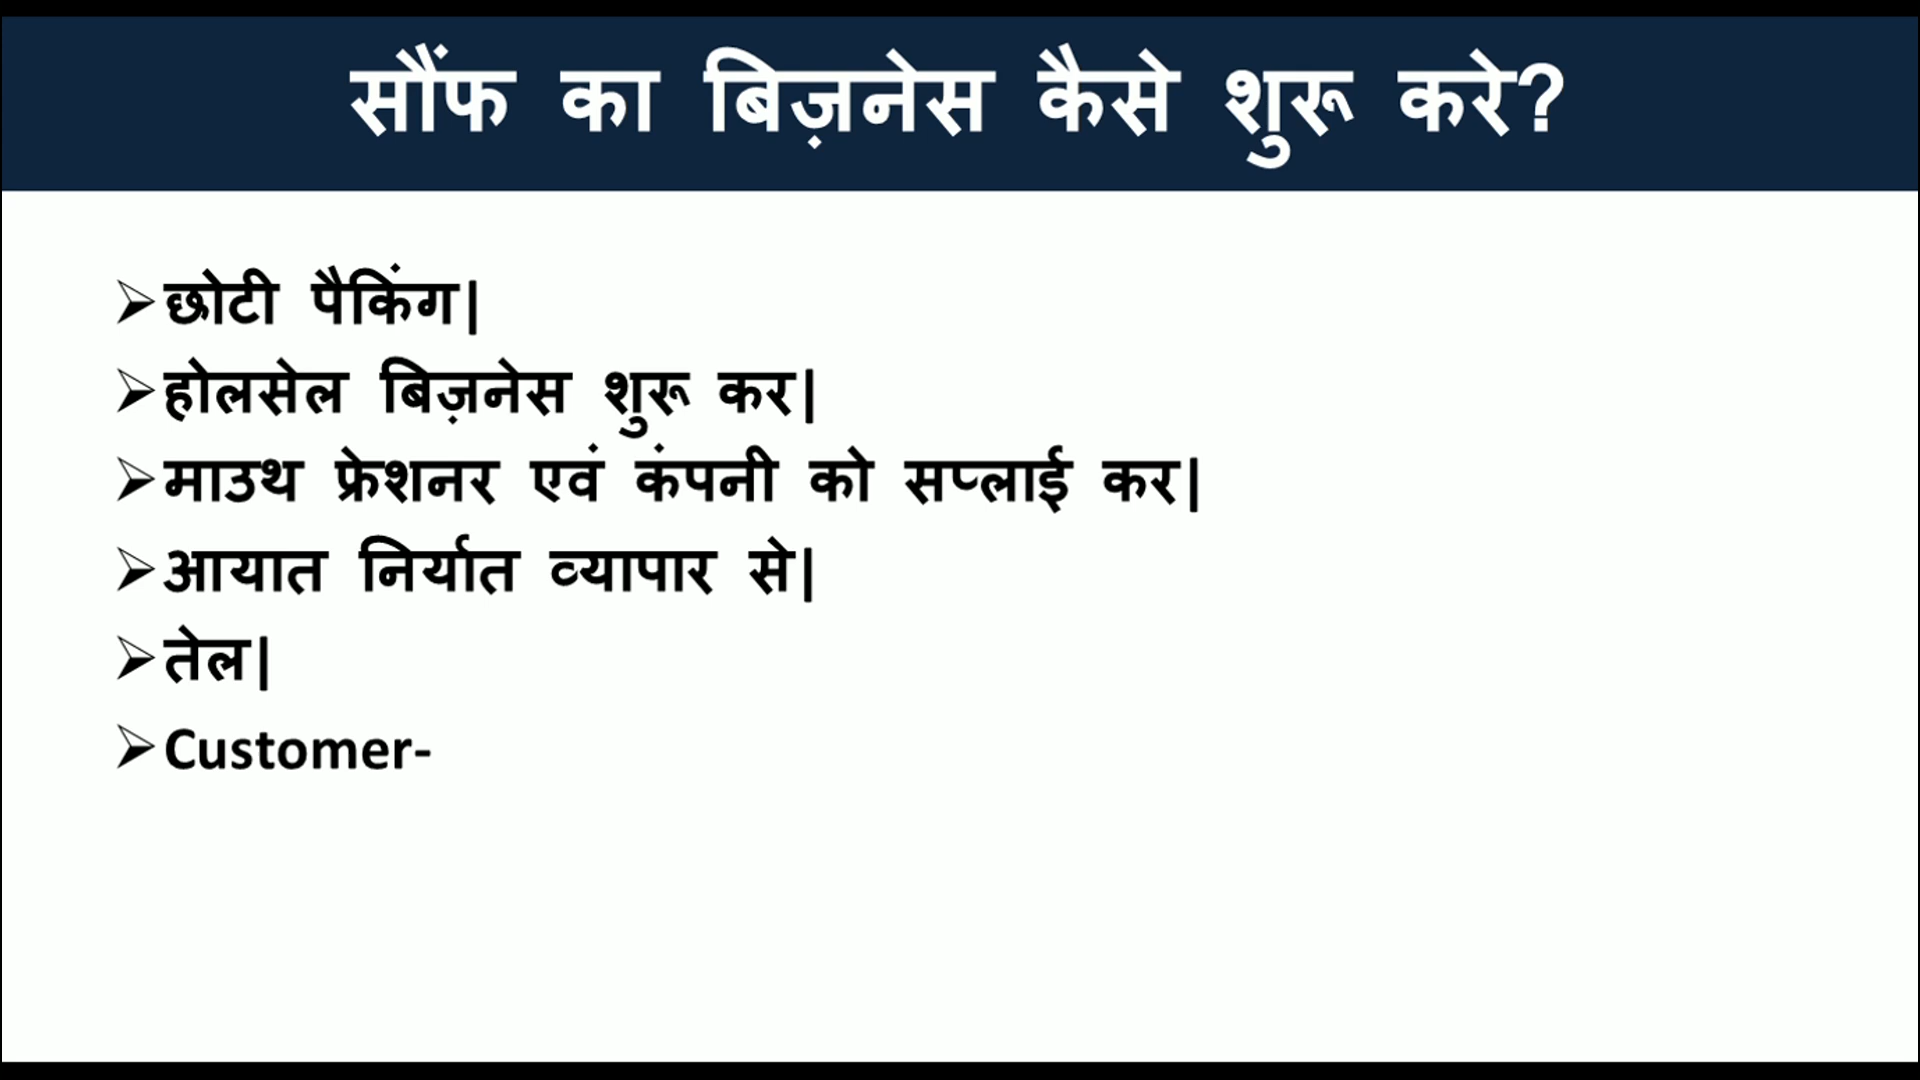 सौंफ का बिज़नेस कैसे शुरू करे?
➢छोटी पैकिंग|
➢होलसेल बिज़नेस शुरू कर|
➢माउथ फ्रेशनर एवं कंपनी को सप्लाई कर|
➢आयात निर्यात व्यापार से|
➢तेल|
➢Customer-